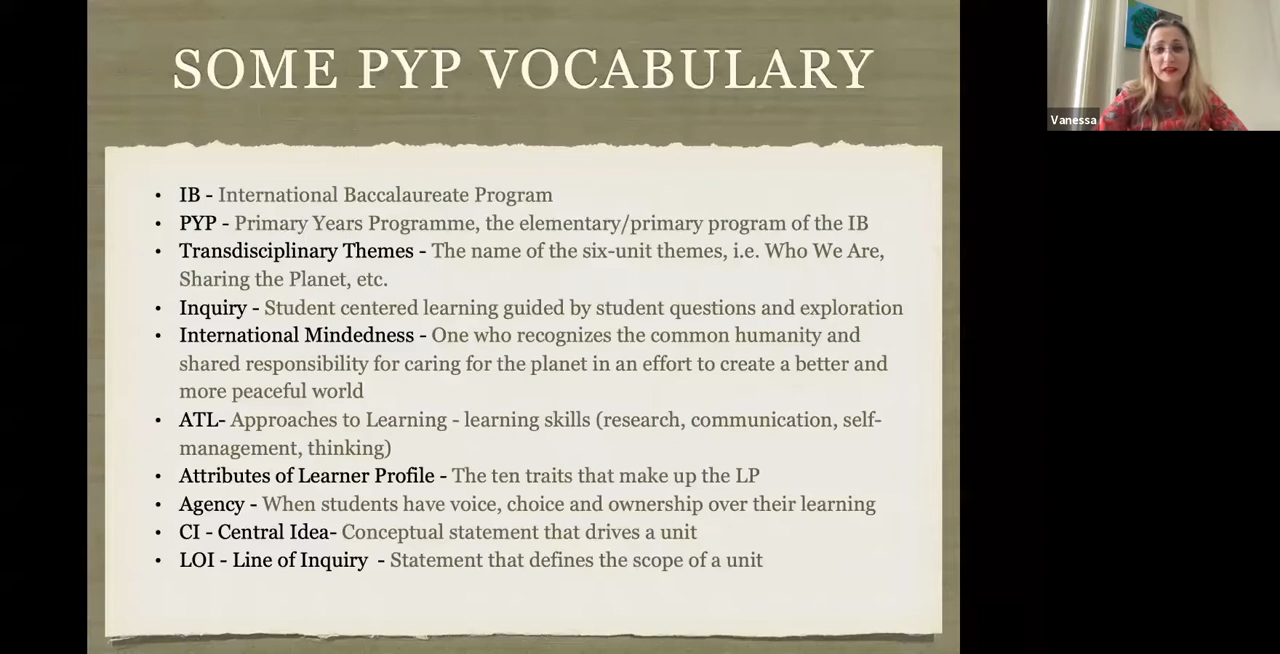 SOME PYP VOCABULARY
Vanessa
• IB - International Baccalaureate Program
• PYP - Primary Years Programme, the elementary/primary program of the IB
• Transdisciplinary Themes - The name of the six-unit themes, i.e. Who We Are,
Sharing the Planet, etc.
• Inquiry - Student centered learning guided by student questions and exploration
• International Mindedness - One who recognizes the common humanity and
shared responsibility for caring for the planet in an effort to create a better and
more peaceful world
• ATL- Approaches to Learning - learning skills (research, communication, self-
management, thinking)
• Attributes of Learner Profile - The ten traits that make up the LP
• Agency - When students have voice, choice and ownership over their learning
• CI - Central Idea- Conceptual statement that drives a unit
• LOI - Line of Inquiry - Statement that defines the scope of a unit